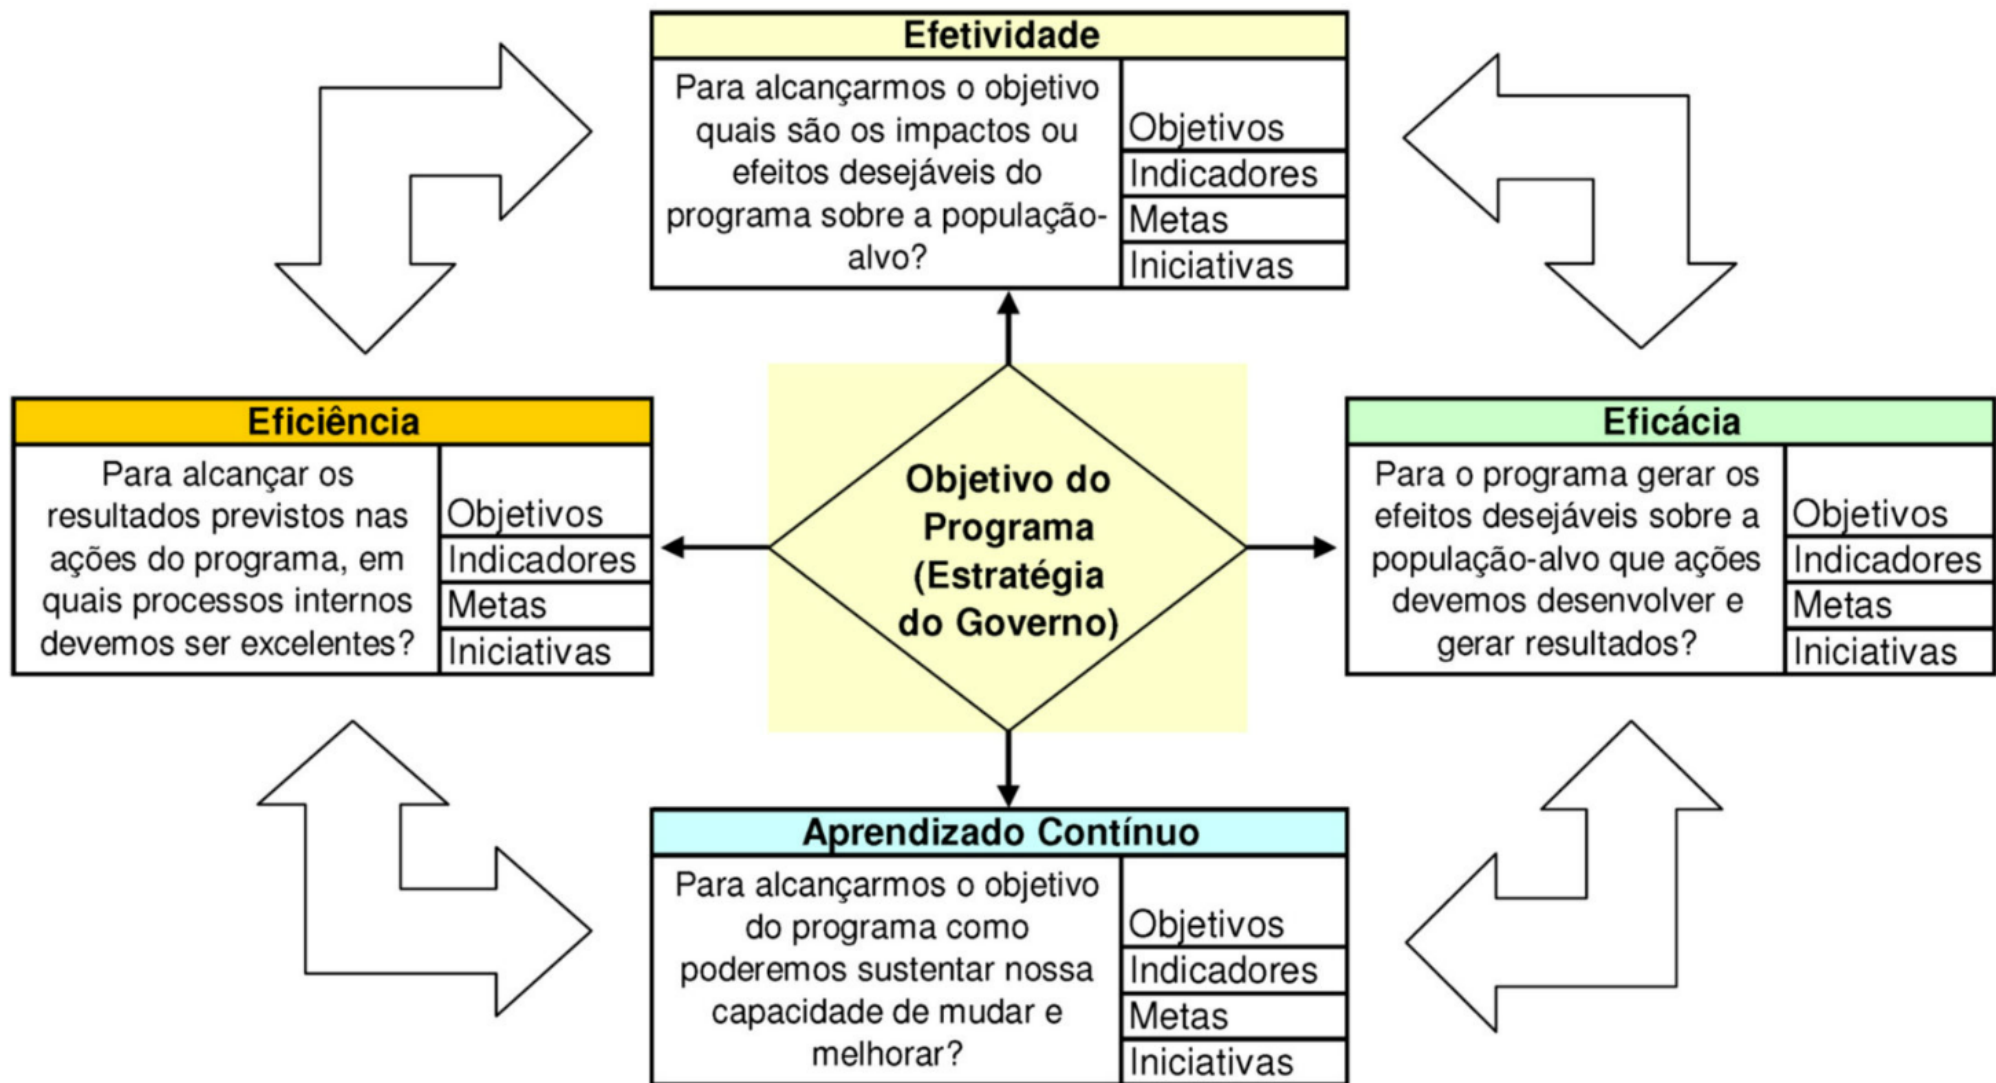 Efetividade
Para alcançarmos o objetivo
quais são os impactos ou
efeitos desejáveis do
programa sobre a população-
alvo?
Objetivos
Indicadores
Metas
Iniciativas
Eficiência
Para alcançar os
resultados previstos nas
ações do programa, em
quais processos internos
devemos ser excelentes?
Objetivos
Indicadores
Metas
Iniciativas
Objetivo do
Programa
(Estratégia
do Governo)
Eficácia
Para o programa gerar os
efeitos desejáveis sobre a
população-alvo que ações
devemos desenvolver e
gerar resultados?
Objetivos
Indicadores
Metas
Iniciativas
Aprendizado Contínuo
Para alcançarmos o objetivo
do programa como
poderemos sustentar nossa
capacidade de mudar e
melhorar?
Objetivos
Indicadores
Metas
Iniciativas